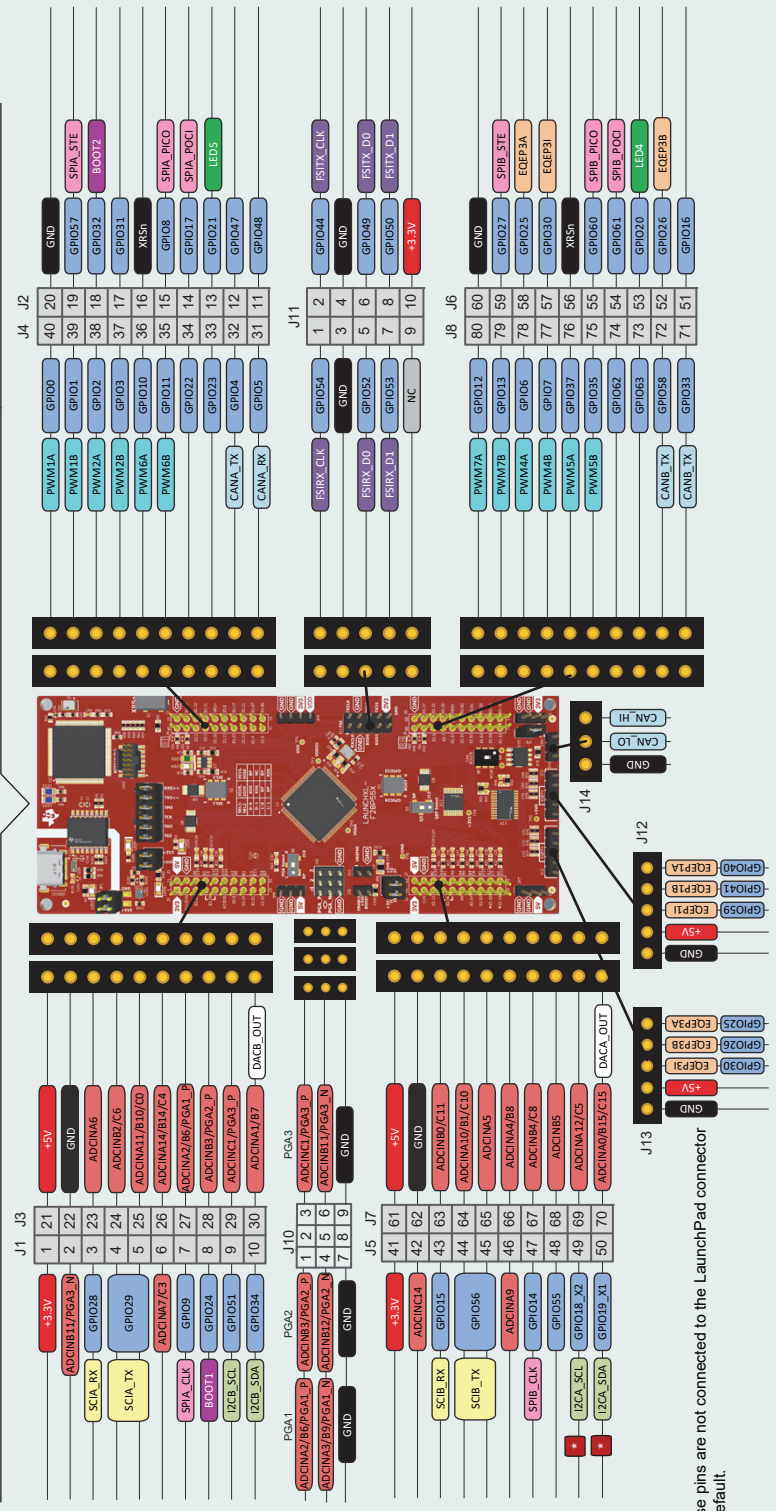 J4 J2
PWM1A GPIO0 40 20 GND
PWM1B GPIO1 39 19 GPIO57 SPIA_STE
PWM2A GPIO2 38 18 GPIO32 BOOT2
PWM2B GPIO3 37 17 GPIO31
PWM6A GPIO10 36 16 XRSn
PWM6B GPIO11 35 15 GPIO8 SPIA_PICO
GPIO22 34 14 GPIO17 SPIA_POCI
GPIO23 33 13 GPIO21 LED5
CANA_TX GPIO4 32 12 GPIO47
CANA_RX GPIO5 31 11 GPIO48
J11
FSIRX_CLK GPIO54 1 2 GPIO44 FSITX_CLK
GND 3 4 GND
FSIRX_D0 GPIO52 5 6 GPIO49 FSITX_D0
FSIRX_D1 GPIO53 7 8 GPIO50 FSITX_D1
NC 9 10 +3.3V
J8 J6
PWM7A GPIO12 80 60 GND
PWM7B GPIO13 79 59 GPIO27 SPIB_STE
PWM4A GPIO6 78 58 GPIO25 EQEP3A
PWM4B GPIO7 77 57 GPIO30 EQEP3I
PWM5A GPIO37 76 56 XRSn
PWM5B GPIO35 75 55 GPIO60 SPIB_PICO
GPIO62 74 54 GPIO61 SPIB_POCI
GPIO63 73 53 GPIO20 LED4
CANB_TX GPIO58 72 52 GPIO26 EQEP3B
CANB_TX GPIO33 71 51 GPIO16
LAUNCHXL-
F28P55X
J14
GND CAN_LO CAN_HI
J12
GND +5V EQEP1I EQEP1B EQEP1A
GPIO59 GPIO41 GPIO40
J13
GND +5V EQEP3I EQEP3B EQEP3A
GPIO30 GPIO26 GPIO25
J1 J3
+3.3V 1 21 +5V
ADCINB11/PGA3_N 2 22 GND
SCIA_RX GPIO28 3 23 ADCINA6
SCIA_TX GPIO29 4 24 ADCINB2/C6
5 25 ADCINA11/B10/C0
ADCINA7/C3 6 26 ADCINA14/B14/C4
SPIA_CLK GPIO9 7 27 ADCINA2/B6/PGA1_P
BOOT1 GPIO24 8 28 ADCINB3/PGA2_P
I2CB_SCL GPIO51 9 29 ADCINC1/PGA3_P
I2CB_SDA GPIO34 10 30 ADCINA1/B7 DACB_OUT
PGA1 PGA2 J10 PGA3
ADCINA2/B6/PGA1_P ADCINB3/PGA2_P 1 2 3 ADCINC1/PGA3_P
ADCINA3/B9/PGA1_N ADCINB12/PGA2_N 4 5 6 ADCINB11/PGA3_N
GND GND 7 8 9 GND
J5 J7
+3.3V 41 61 +5V
ADCINC14 42 62 GND
SCIB_RX GPIO15 43 63 ADCINB0/C11
SCIB_TX GPIO56 44 64 ADCINA10/B1/C10
45 65 ADCINA5
ADCINA9 46 66 ADCINA4/B8
SPIB_CLK GPIO14 47 67 ADCINB4/C8
GPIO55 48 68 ADCINB5
* I2CA_SCL GPIO18_X2 49 69 ADCINA12/C5
* I2CA_SDA GPIO19_X1 50 70 ADCINA0/B15/C15 DACA_OUT
se pins are not connected to the LaunchPad connector
efault.